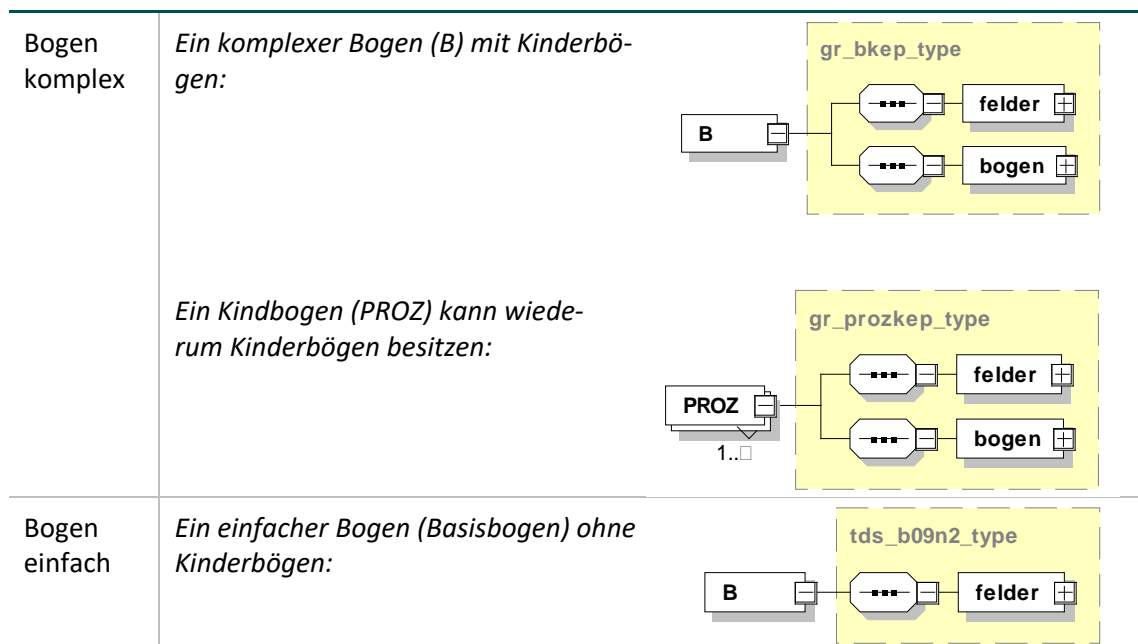 Bogen
komplex
Ein komplexer Bogen (B) mit Kinderbö-
gen:
gr_bkep_type
felder
B
bogen
Ein Kindbogen (PROZ) kann wiede-
rum Kinderbögen besitzen:
gr_prozkep_type
felder
PROZ
bogen
1..□
Bogen
einfach
Ein einfacher Bogen (Basisbogen) ohne
Kinderbögen:
tds_b09n2_type
B
felder